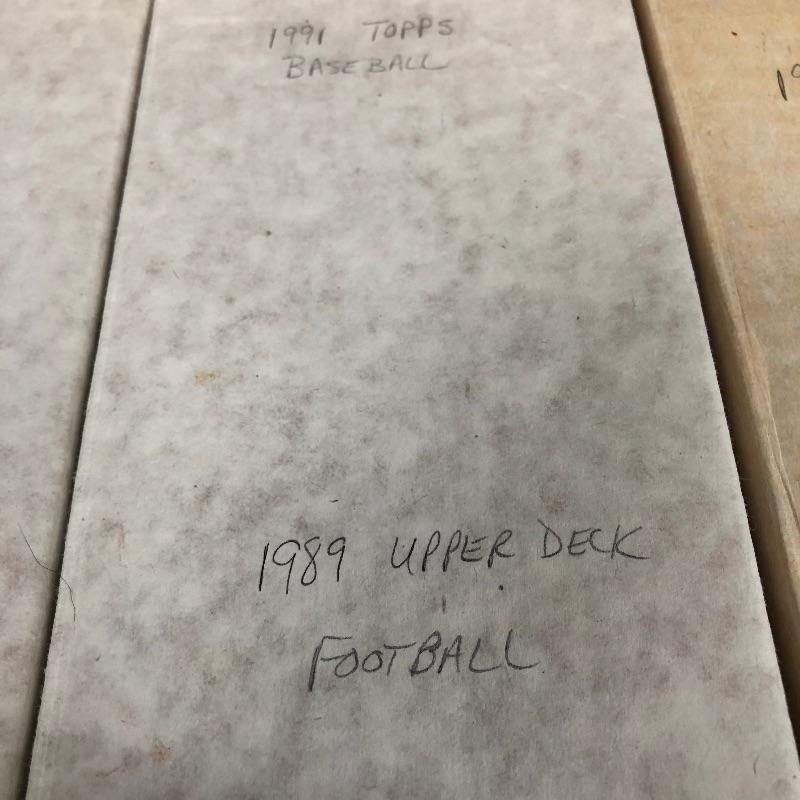 1991 TOPPS
BASEBALL
1989 UPPER DECK
FOOTBALL